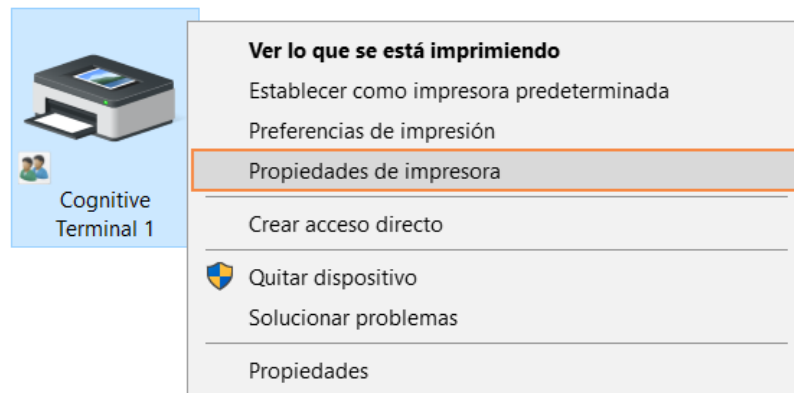 Cognitive
Terminal 1
Ver lo que se está imprimiendo
Establecer como impresora predeterminada
Preferencias de impresión
Propiedades de impresora
Crear acceso directo
Quitar dispositivo
Solucionar problemas
Propiedades